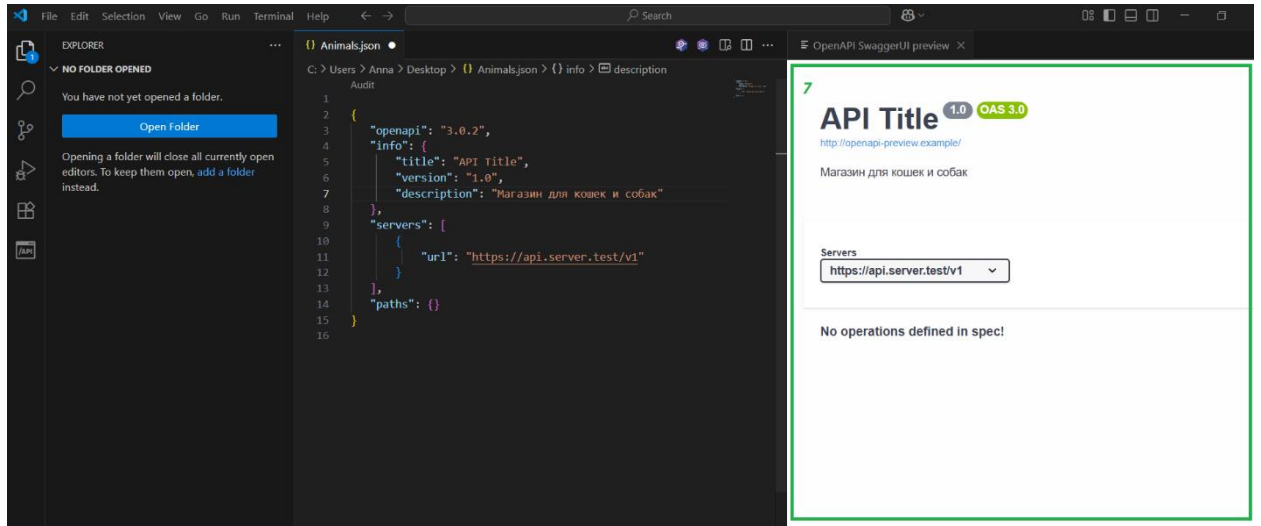 File Edit Selection View Go Run Terminal Help
Search
EXPLORER
NO FOLDER OPENED
You have not yet opened a folder.
Open Folder
Opening a folder will close all currently open
editors. To keep them open, add a folder
instead.
1
/API
{} Animals.json
C: > Users > Anna > Desktop > {} Animals.json > {} info > description
Audit
1
2 {
3 "openapi": "3.0.2",
4 "info": {
5 "title": "API Title",
6 "version": "1.0",
7 "description": "Магазин для кошек и собак"
8 },
9 "servers": [
10 {
11 "url": "https://api.server.test/v1"
12 }
13 ],
14 "paths": {}
15 }
16
OpenAPI SwaggerUI preview
7
API Title 1.0 OAS 3.0
http://openapi-preview.example/
Магазин для кошек и собак
Servers
https://api.server.test/v1
No operations defined in spec!